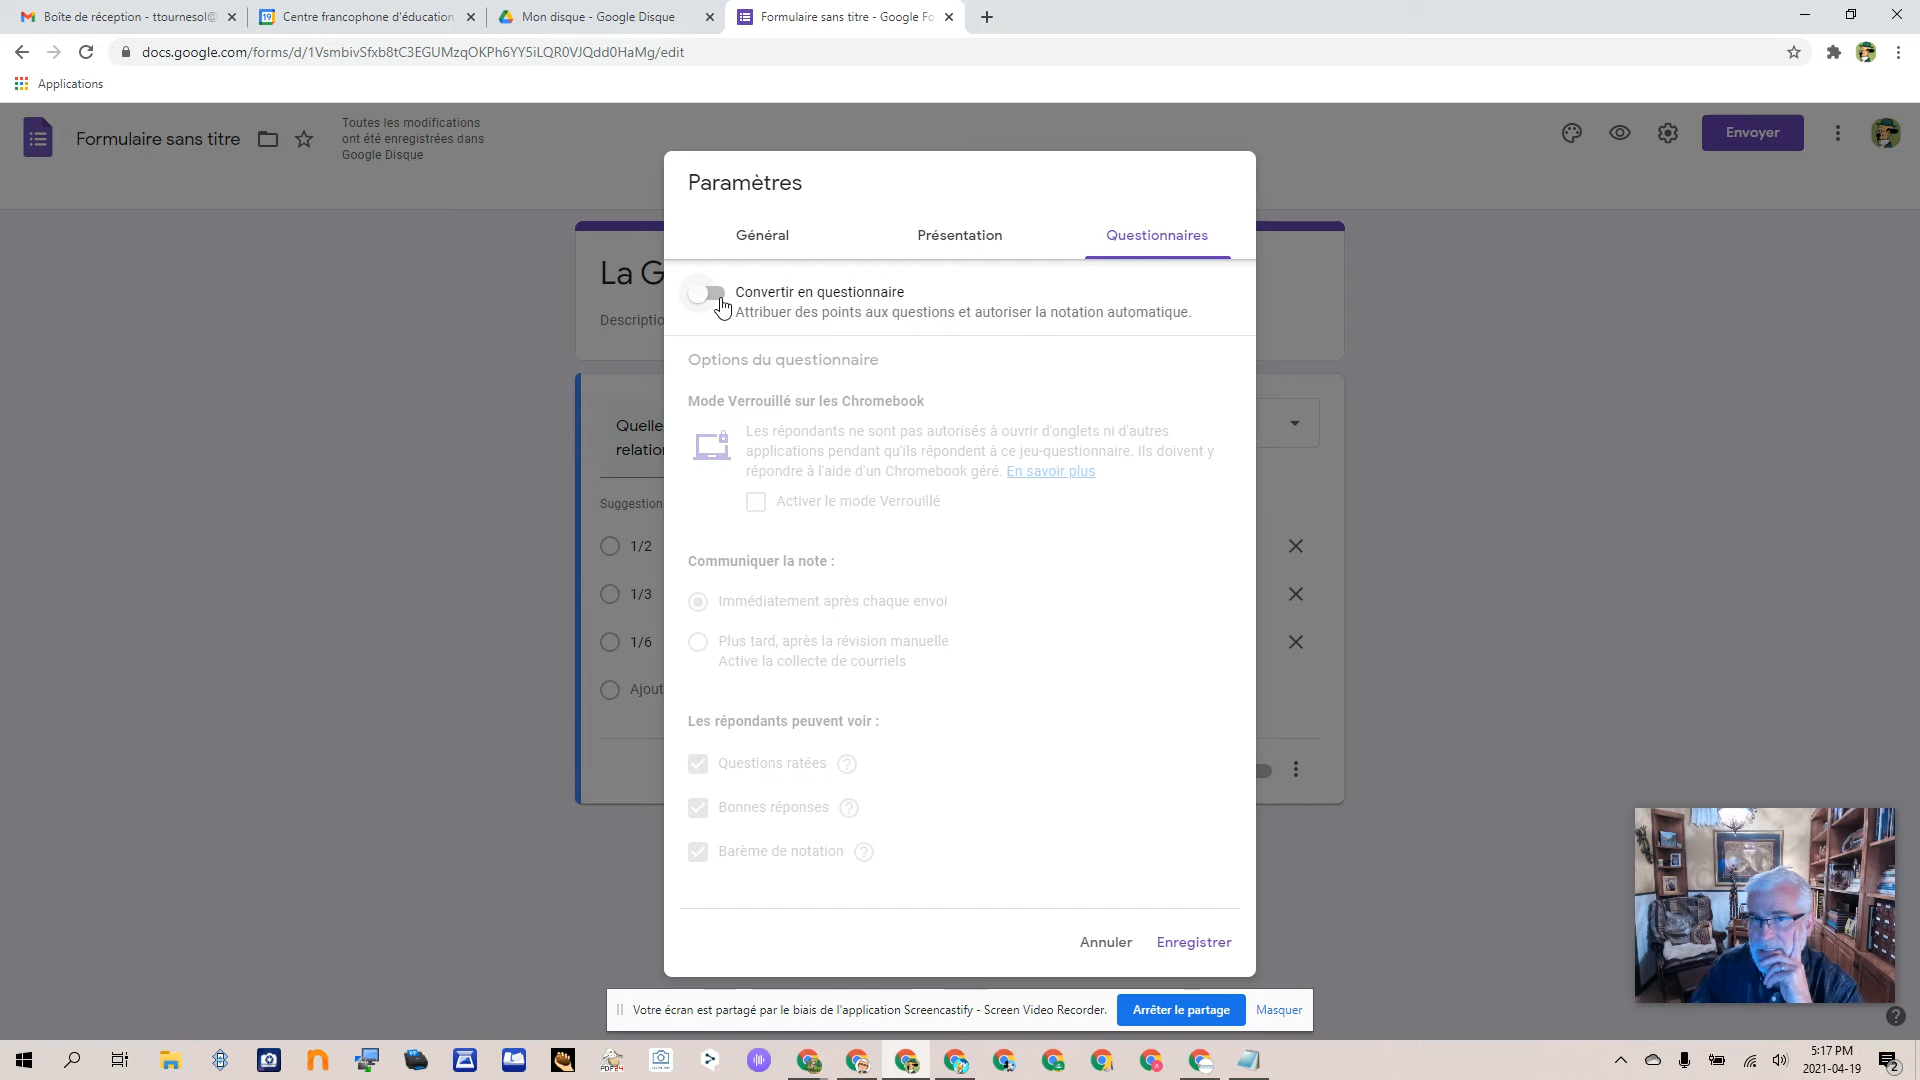 Boîte de réception - ttournesol@
Centre francophone d'éducation
Mon disque - Google Disque
Formulaire sans titre - Google Fo
docs.google.com/forms/d/1VsmbivSfxb8tC3EGUMzqOKPh6YY5iLQR0VJQdd0HaMg/edit
Applications
Formulaire sans titre
Toutes les modifications
ont été enregistrées dans
Google Disque
Envoyer
Paramètres
Général
Présentation
Questionnaires
La G
Descriptio
Convertir en questionnaire
Attribuer des points aux questions et autoriser la notation automatique.
Options du questionnaire
Mode Verrouillé sur les Chromebook
Quelle
relation
Les répondants ne sont pas autorisés à ouvrir d'onglets ni d'autres
applications pendant qu'ils répondent à ce jeu-questionnaire. Ils doivent y
répondre à l'aide d'un Chromebook géré. En savoir plus
Activer le mode Verrouillé
Suggestion
1/2
1/3
1/6
Ajout
Communiquer la note :
Immédiatement après chaque envoi
Plus tard, après la révision manuelle
Active la collecte de courriels
Les répondants peuvent voir :
Questions ratées
Bonnes réponses
Barème de notation
Annuler
Enregistrer
Votre écran est partagé par le biais de l'application Screencastify - Screen Video Recorder.
Arrêter le partage
Masquer
5:17 PM
2021-04-19
2